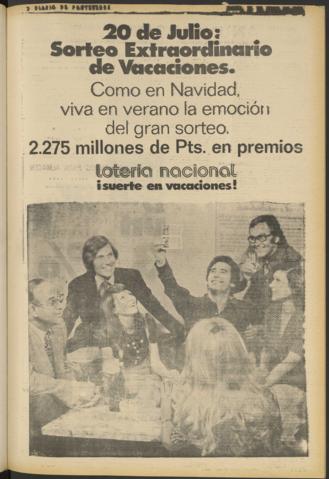 DIARIO DE PONTEVEDRA
20 de Julio:
Sorteo Extraordinario
de Vacaciones.
Como en Navidad,
viva en verano la emoción
del gran sorteo.
2.275 millones de Pts. en premios
lotería nacional
¡suerte en vacaciones!